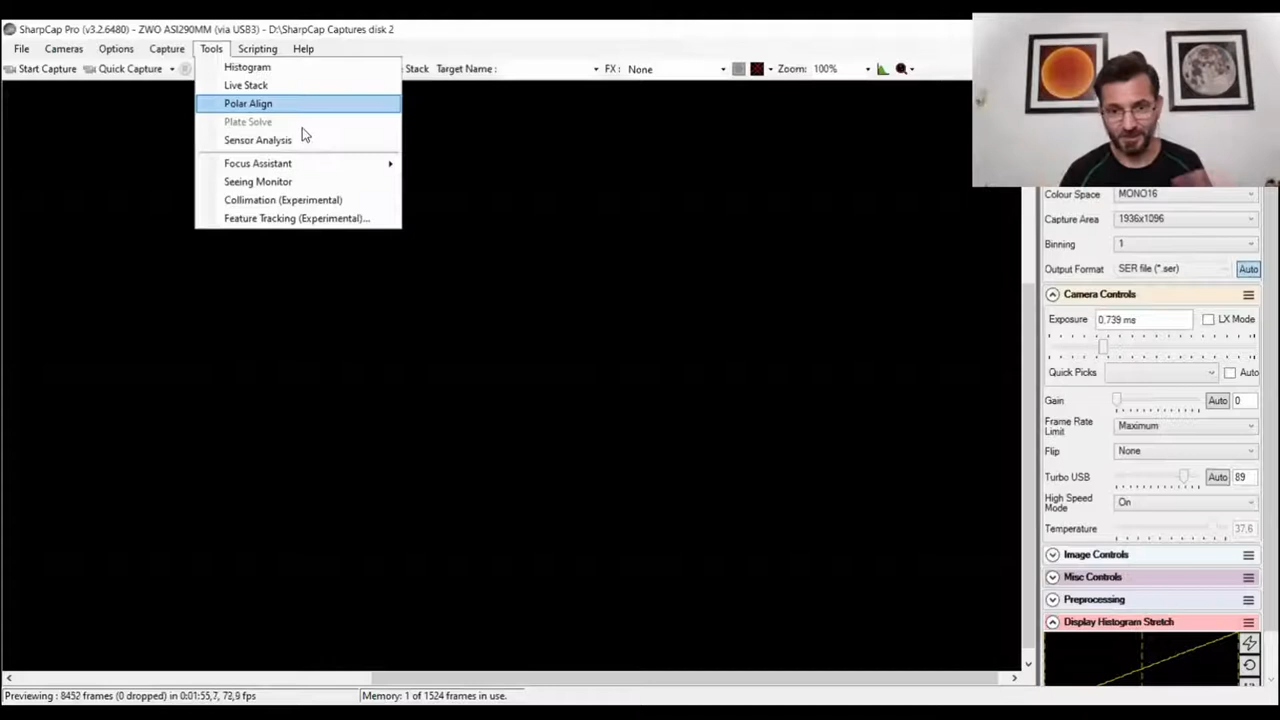 SharpCap Pro (v3.2.6480) - ZWO ASI290MM (via USB3) - D:\SharpCap Captures disk 2
File Cameras Options Capture Tools Scripting Help
Start Capture Quick Capture Stack Target Name : FX: None Zoom: 100%
Histogram
Live Stack
Polar Align
Plate Solve
Sensor Analysis
Focus Assistant
Seeing Monitor
Collimation (Experimental)
Feature Tracking (Experimental)...
Colour Space MONO16
Capture Area 1936x1096
Binning 1
Output Format SER file (*.ser) Auto
Camera Controls
Exposure 0.739 ms LX Mode
Quick Picks Auto
Gain Auto 0
Frame Rate
Limit Maximum
Flip None
Turbo USB Auto 89
High Speed
Mode On
Temperature 37.6
Image Controls
Misc Controls
Preprocessing
Display Histogram Stretch
Previewing : 8452 frames (0 dropped) in 0:01:55,7, 72,9 fps Memory: 1 of 1524 frames in use.